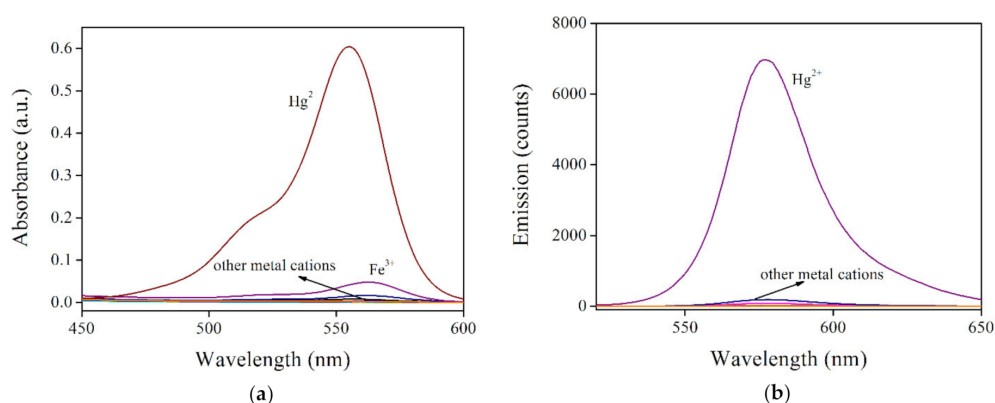 0.6
0.5
0.4
0.3
0.2
0.1
0.0
Absorbance (a.u.)
Hg2
Fe3+
other metal cations
450
500
550
600
Wavelength (nm)
(a)
8000
6000
4000
2000
0
Emission (counts)
Hg2+
other metal cations
550
600
650
Wavelength (nm)
(b)